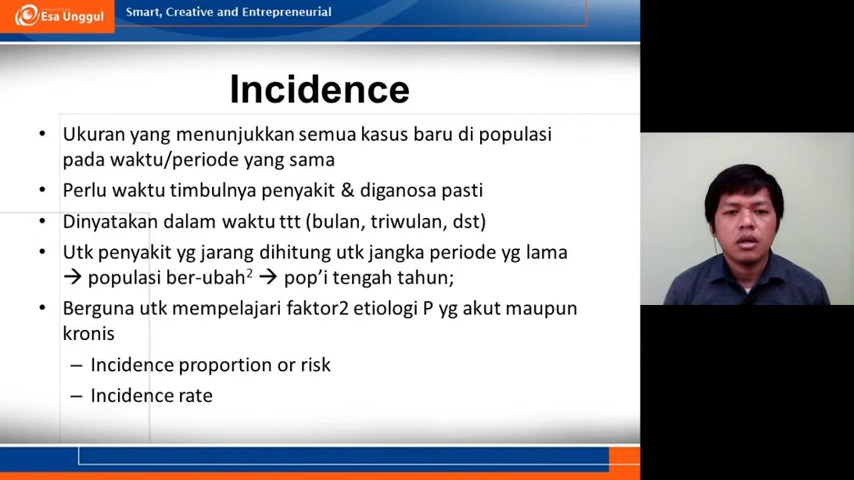 Esa Unggul
Smart, Creative and Entrepreneurial
Incidence
• Ukuran yang menunjukkan semua kasus baru di populasi
pada waktu/periode yang sama
• Perlu waktu timbulnya penyakit & diganosa pasti
• Dinyatakan dalam waktu ttt (bulan, triwulan, dst)
• Utk penyakit yg jarang dihitung utk jangka periode yg lama
→ populasi ber-ubah² → pop’i tengah tahun;
• Berguna utk mempelajari faktor2 etiologi P yg akut maupun
kronis
– Incidence proportion or risk
– Incidence rate